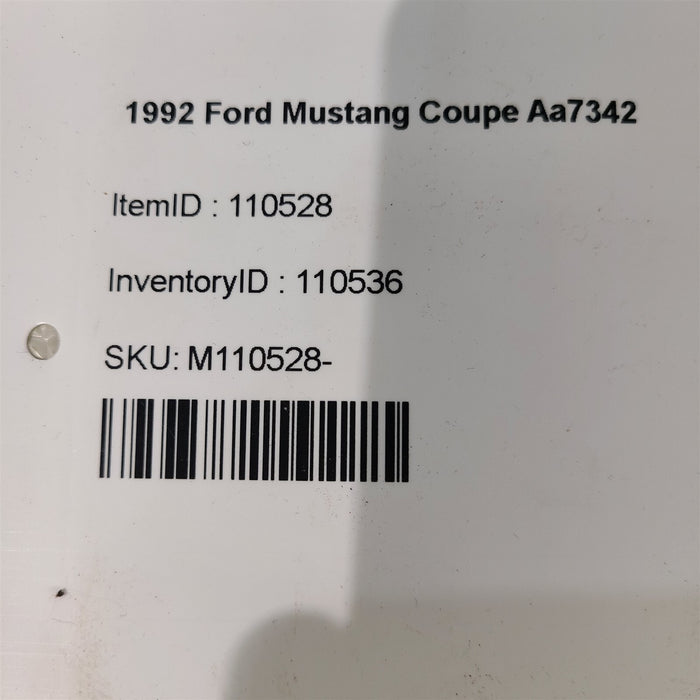 1992 Ford Mustang Coupe Aa7342
ItemID : 110528
InventoryID : 110536
SKU: M110528-